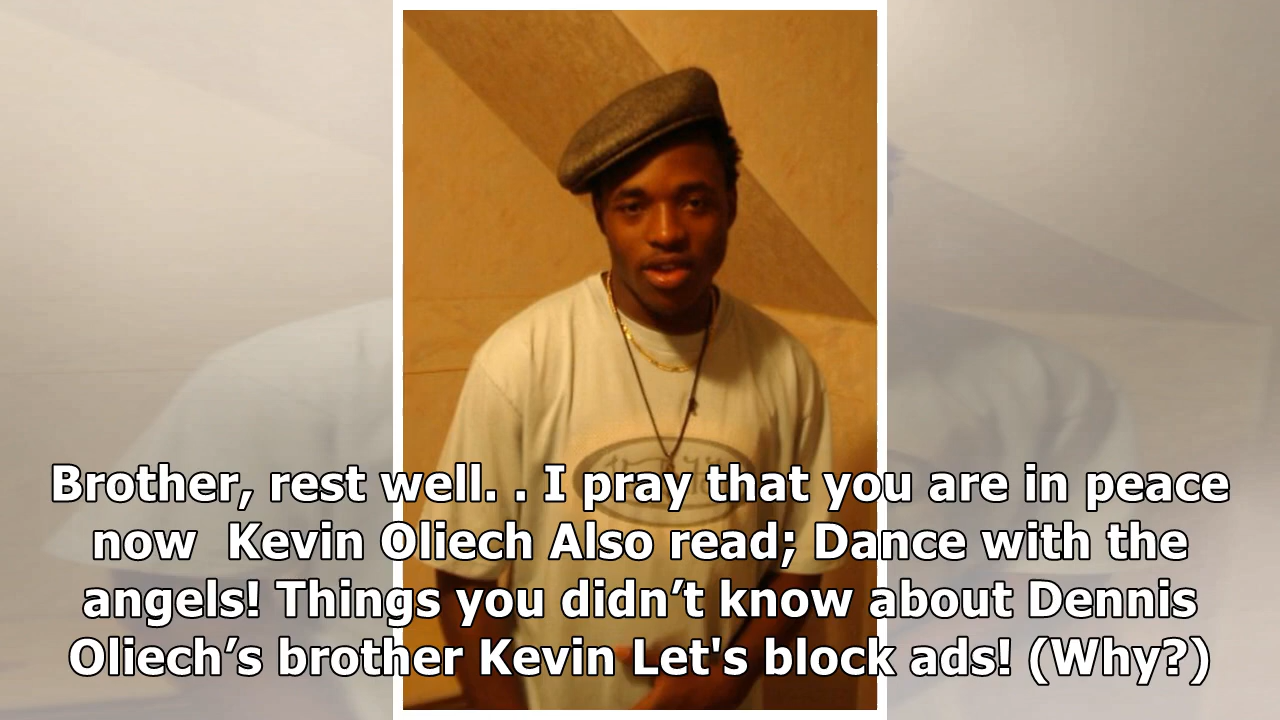 Brother, rest well. . I pray that you are in peace
now  Kevin Oliech Also read; Dance with the
angels! Things you didn’t know about Dennis
Oliech’s brother Kevin Let's block ads! (Why?)